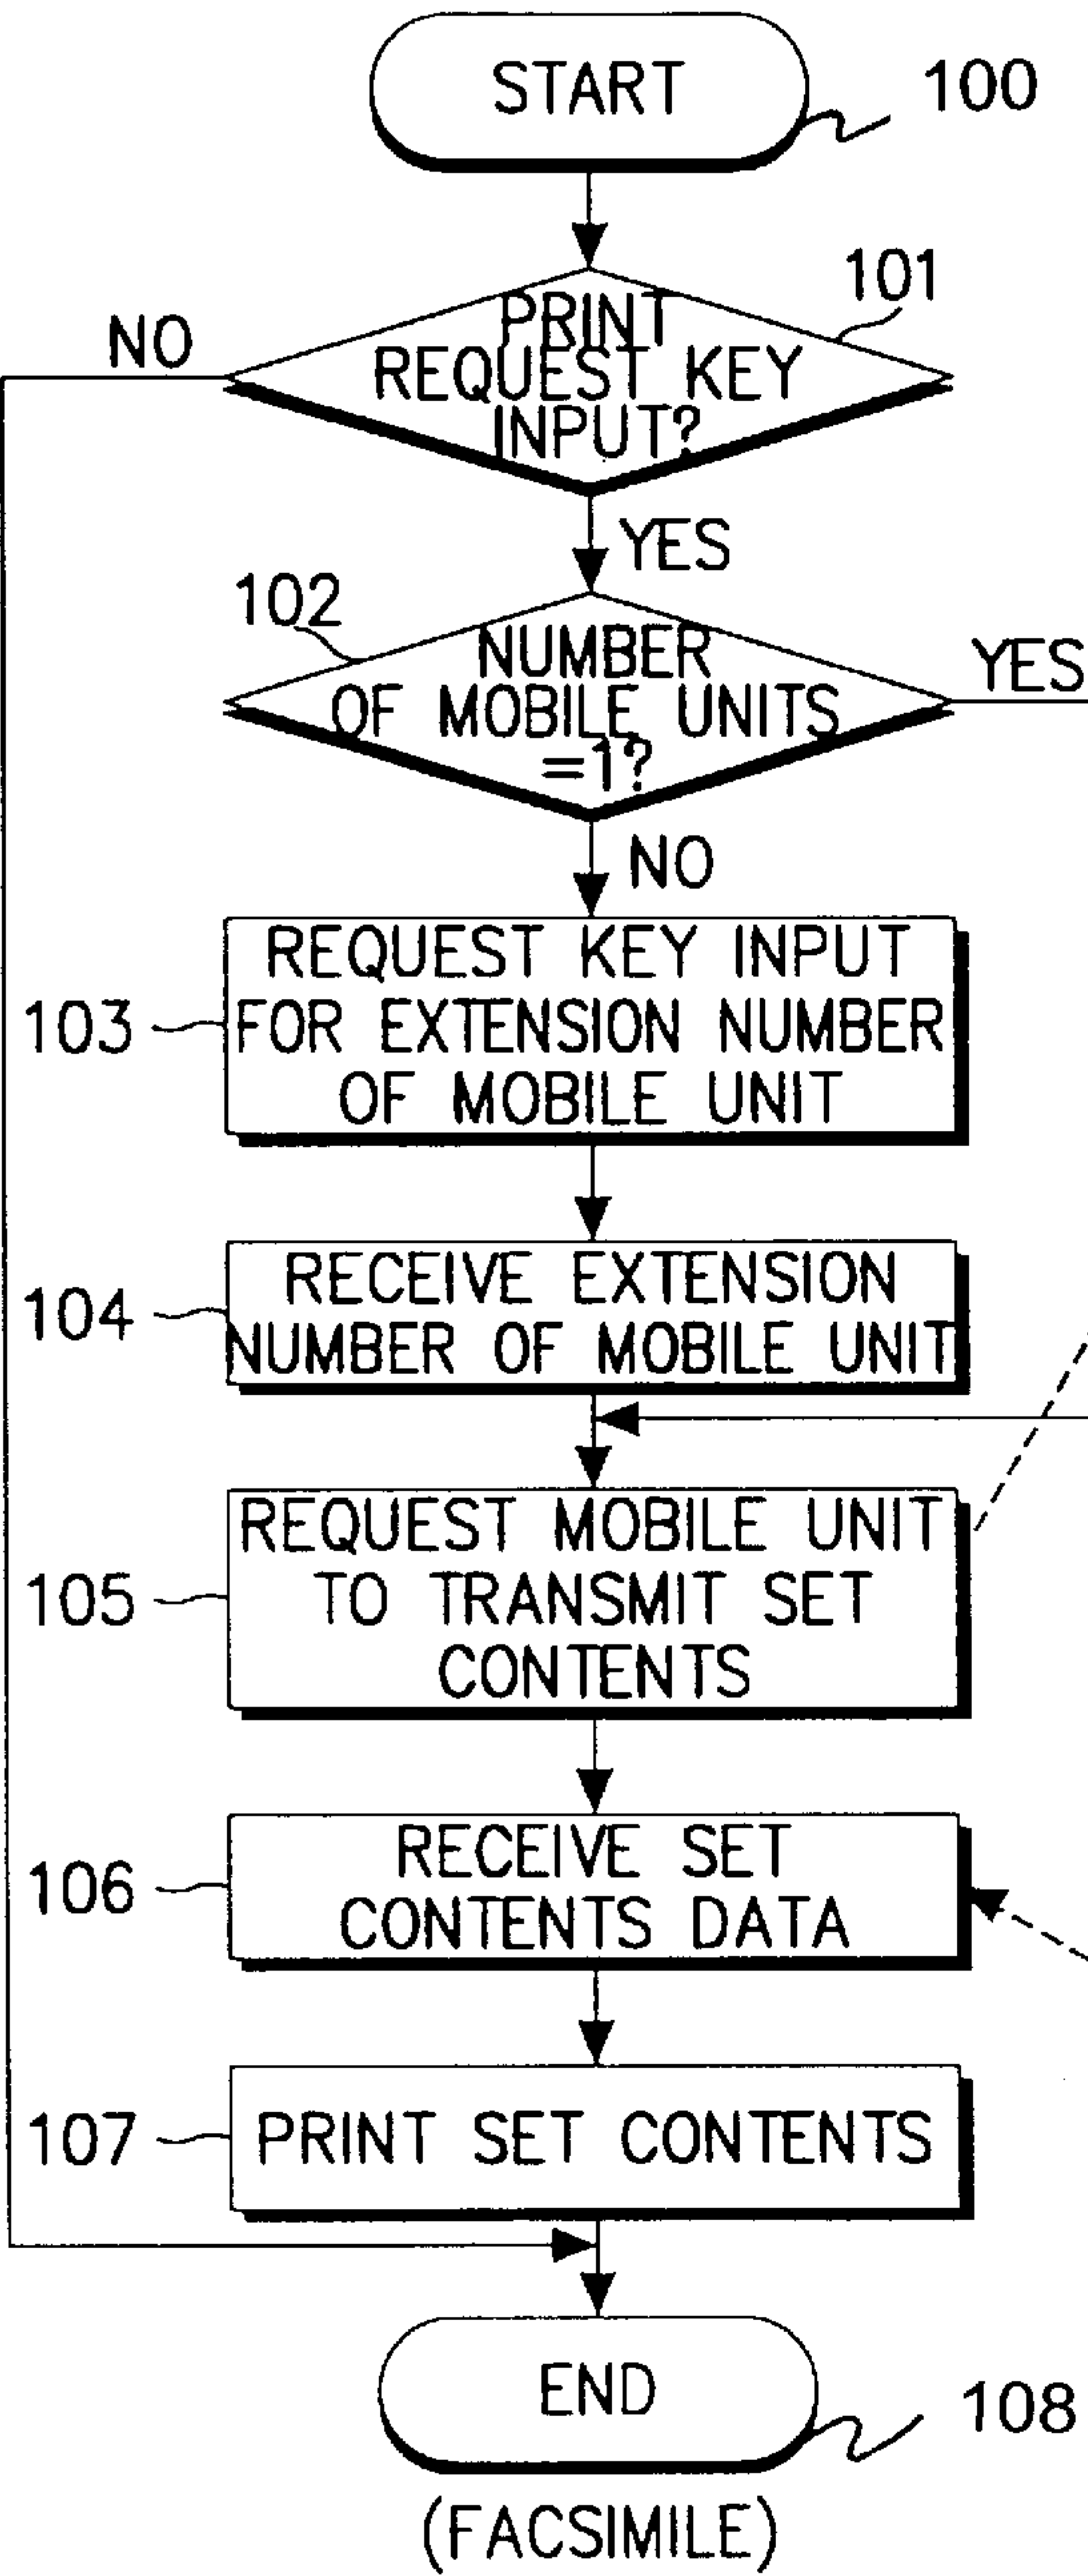 START
100
101
NO
PRINT
REQUEST KEY
INPUT?
YES
102
NUMBER
OF MOBILE UNITS
=1?
YES
NO
103
REQUEST KEY INPUT
FOR EXTENSION NUMBER
OF MOBILE UNIT
104
RECEIVE EXTENSION
NUMBER OF MOBILE UNIT
105
REQUEST MOBILE UNIT
TO TRANSMIT SET
CONTENTS
106
RECEIVE SET
CONTENTS DATA
107
PRINT SET CONTENTS
END
108
(FACSIMILE)